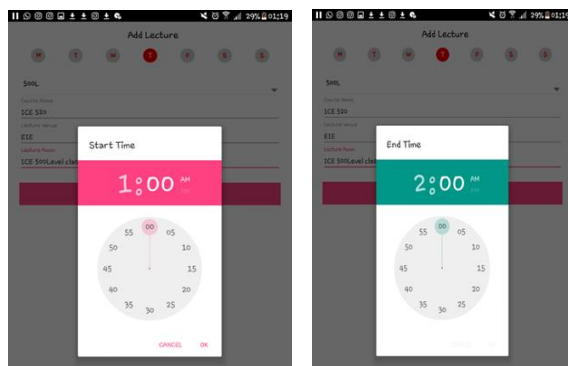 29% 01:19
Add Lecture
M T W T F S S
500L
Course Name
ICE 520
Lecture Venue
EIE
Lecture Room
ICE 500Level clas
Start Time
1:00 AM
00
55 05
50 10
45 15
40 20
35 25
30
CANCEL OK
29% 01:19
Add Lecture
M T W T F S S
500L
Course Name
ICE 520
Lecture Venue
EIE
Lecture Room
ICE 500Level clas
End Time
2:00 AM
00
55 05
50 10
45 15
40 20
35 25
30